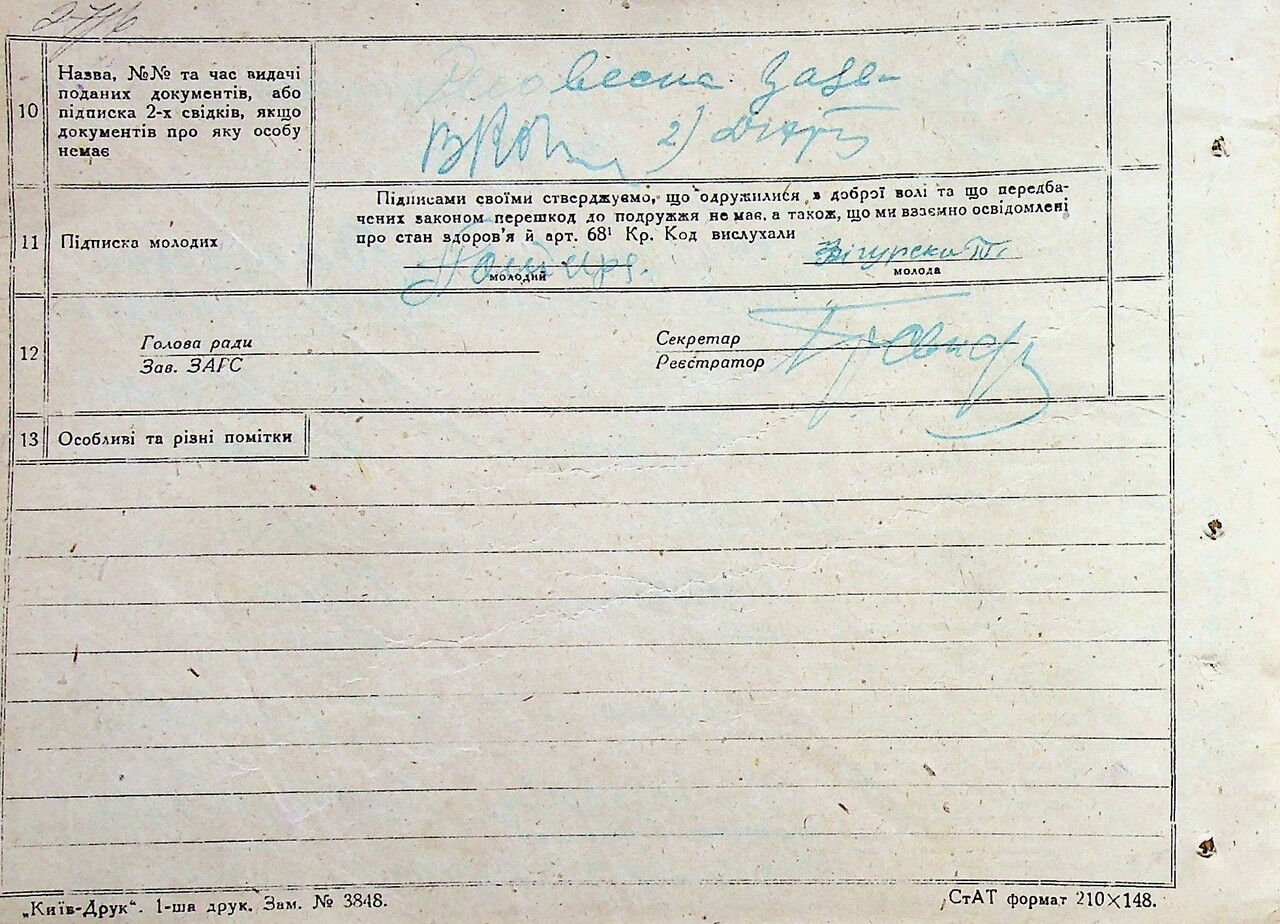 10
Назва, №№ та час видачі
поданих документів, або
підписка 2-х свідків, якщо
документів про яку особу
немає
2)
11
Підписка молодих
Підписами своїми стверджуємо, що одружилися в доброї волі та що передба-
чених законом перешкод до подружжя не має, а також, що ми взаємно освідомлені
про стан здоров'я й арт. 68¹ Кр. Код вислухали
молодий
молода
12
Голова ради
Зав. ЗАГС
Секретар
Реєстратор
13
Особливі та різні помітки
„Київ-Друк“. 1-ша друк. Зам. № 3848.
СтАТ формат 210×148.